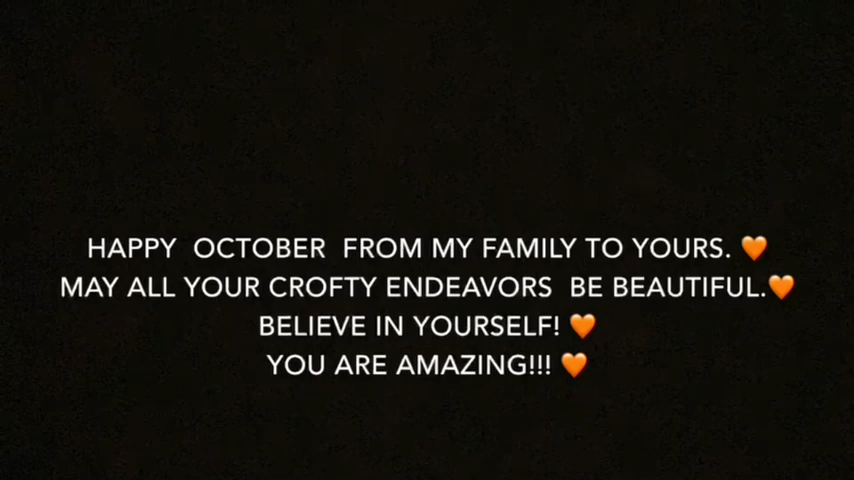 HAPPY  OCTOBER  FROM MY FAMILY TO YOURS. 🧡
MAY ALL YOUR CROFTY ENDEAVORS  BE BEAUTIFUL.🧡
BELIEVE IN YOURSELF! 🧡
YOU ARE AMAZING!!! 🧡